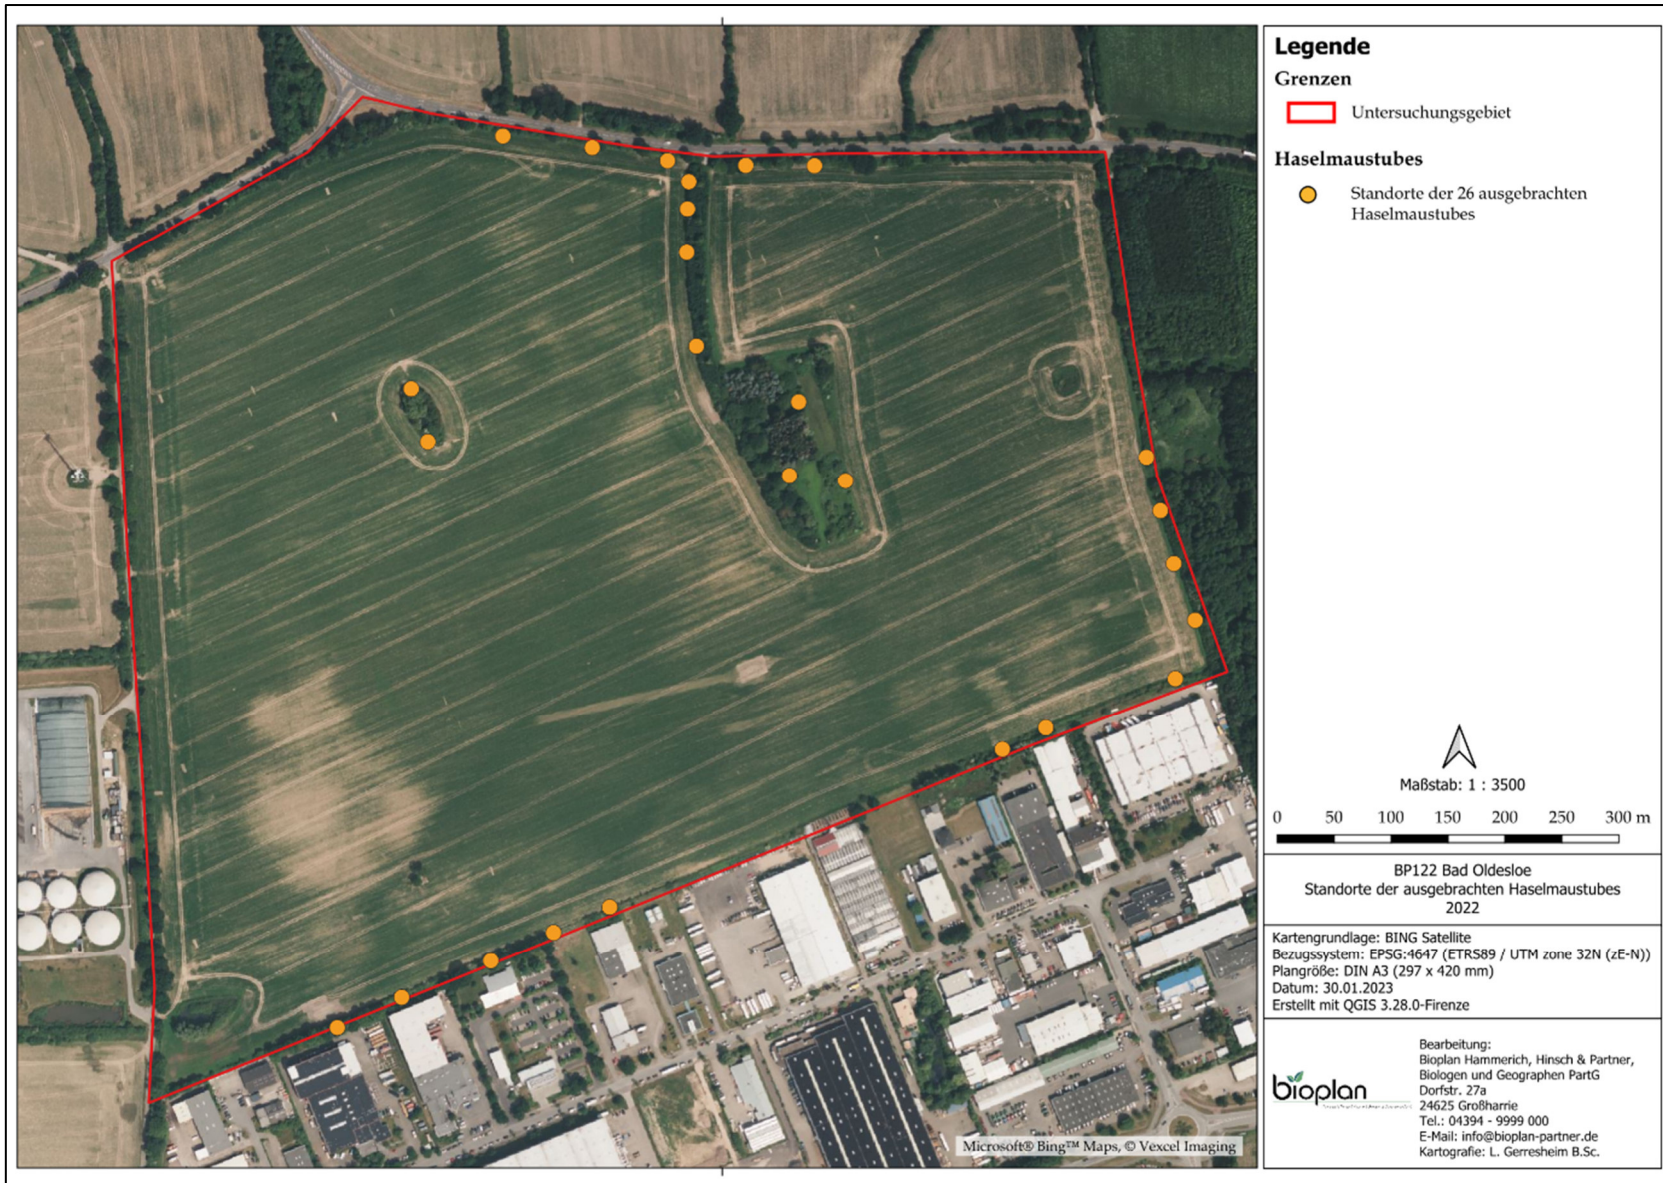 Legende
Grenzen
Untersuchungsgebiet
Haselmaustubes
Standorte der 26 ausgebrachten
Haselmaustubes
Maßstab: 1 : 3500
0 50 100 150 200 250 300 m
BP122 Bad Oldesloe
Standorte der ausgebrachten Haselmaustubes
2022
Kartengrundlage: BING Satellite
Bezugssystem: EPSG:4647 (ETRS89 / UTM zone 32N (zE-N))
Plangröße: DIN A3 (297 x 420 mm)
Datum: 30.01.2023
Erstellt mit QGIS 3.28.0-Firenze
bioplan
Bearbeitung:
Bioplan Hammerich, Hinsch & Partner,
Biologen und Geographen PartG
Dorfstr. 27a
24625 Großharrie
Tel.: 04394 - 9999 000
E-Mail: info@bioplan-partner.de
Kartografie: L. Gerresheim B.Sc.
Microsoft® Bing™ Maps, © Vexcel Imaging